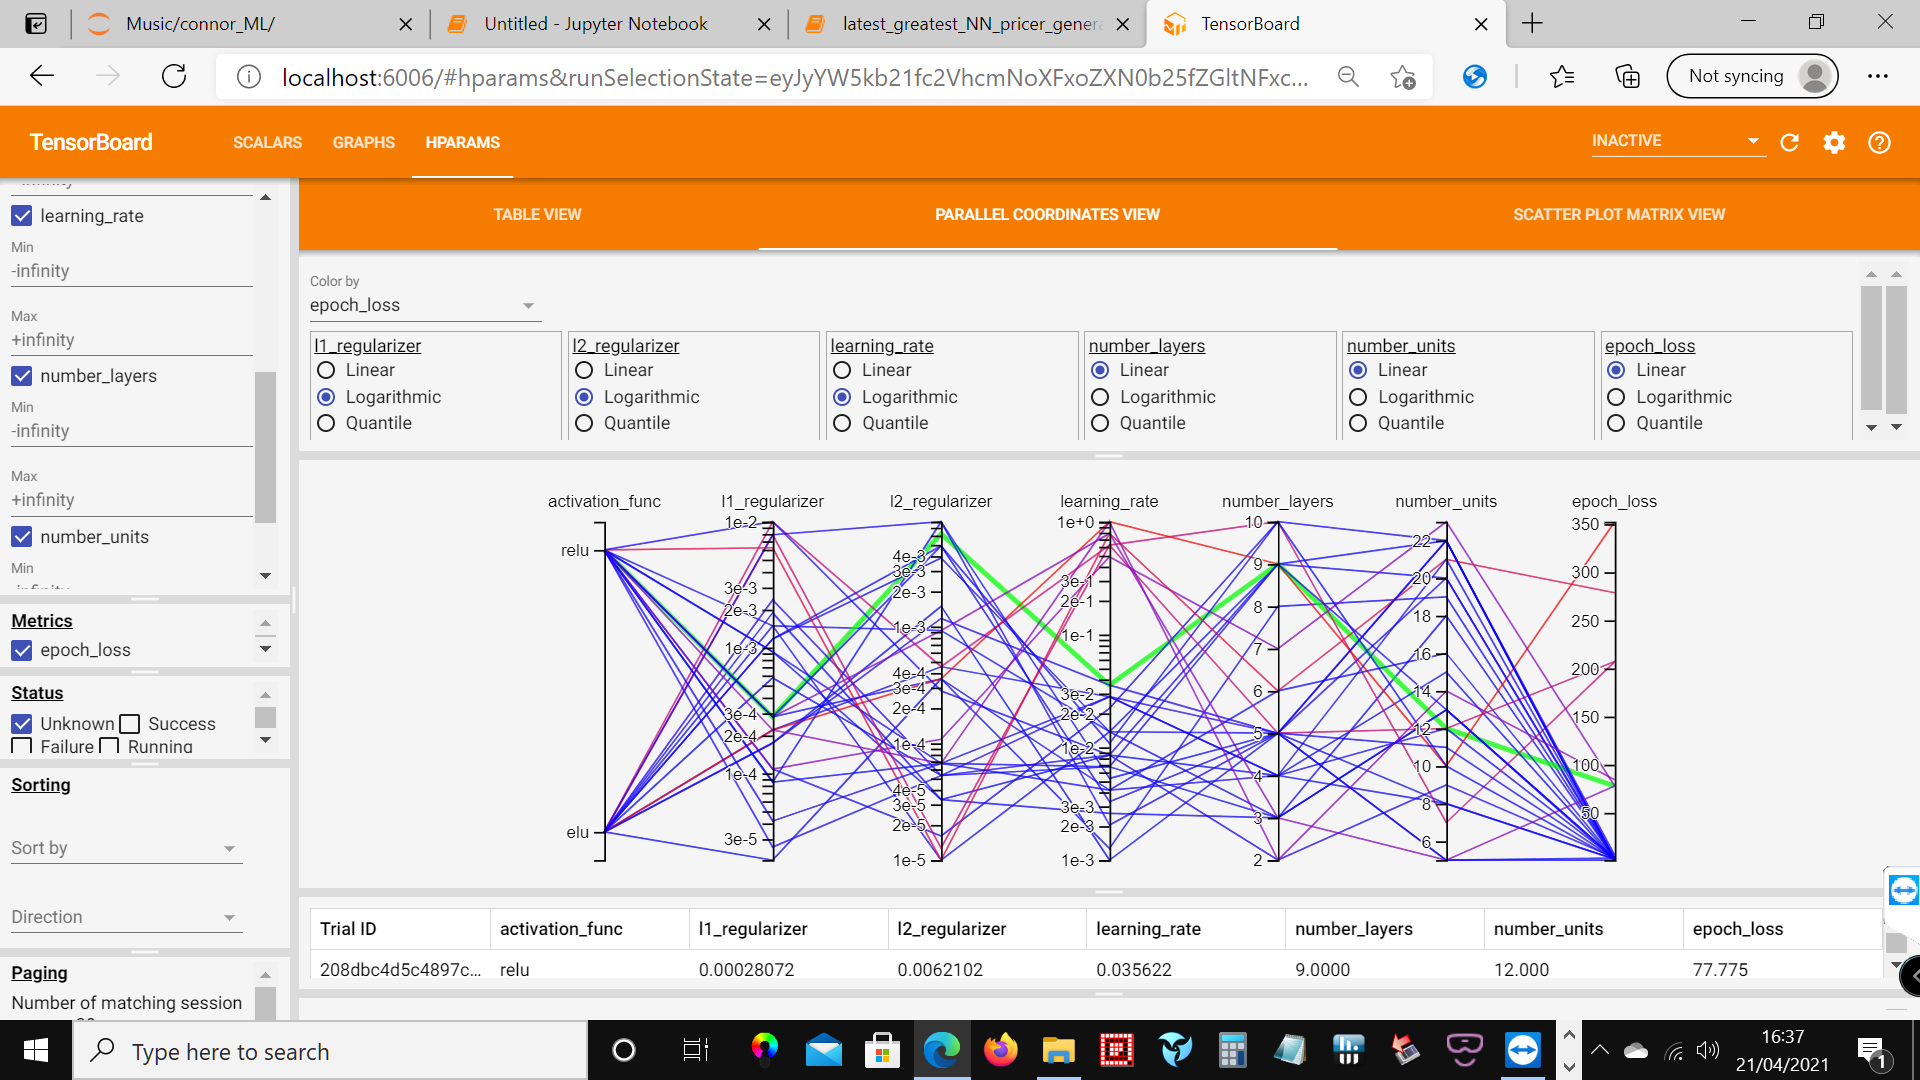 Music/connor_ML/
Untitled - Jupyter Notebook
latest_greatest_NN_pricer_genera
TensorBoard
localhost:6006/#hparams&runSelectionState=eyJyYW5kb21fc2VhcmNoXFxoZXN0b25fZGltNFxc...
Not syncing
TensorBoard
SCALARS
GRAPHS
HPARAMS
INACTIVE
learning_rate
Min
-infinity
Max
+infinity
number_layers
Min
-infinity
Max
+infinity
number_units
Min
Metrics
epoch_loss
Status
Unknown
Success
Failure
Running
Sorting
Sort by
Direction
Paging
Number of matching session
TABLE VIEW
PARALLEL COORDINATES VIEW
SCATTER PLOT MATRIX VIEW
Color by
epoch_loss
l1_regularizer
Linear
Logarithmic
Quantile
l2_regularizer
Linear
Logarithmic
Quantile
learning_rate
Linear
Logarithmic
Quantile
number_layers
Linear
Logarithmic
Quantile
number_units
Linear
Logarithmic
Quantile
epoch_loss
Linear
Logarithmic
Quantile
activation_func
relu
elu
l1_regularizer
1e-2
3e-3
2e-3
1e-3
3e-4
2e-4
1e-4
3e-5
l2_regularizer
4e-3
3e-3
2e-3
1e-3
4e-4
3e-4
2e-4
1e-4
4e-5
3e-5
2e-5
1e-5
learning_rate
1e+0
3e-1
2e-1
1e-1
3e-2
2e-2
1e-2
3e-3
2e-3
1e-3
number_layers
10
9
8
7
6
5
4
3
2
number_units
22
20
18
16
14
12
10
8
6
epoch_loss
350
300
250
200
150
100
50
Trial ID activation_func l1_regularizer l2_regularizer learning_rate number_layers number_units epoch_loss
208dbc4d5c4897c... relu 0.00028072 0.0062102 0.035622 9.0000 12.000 77.775
Type here to search
16:37
21/04/2021
1